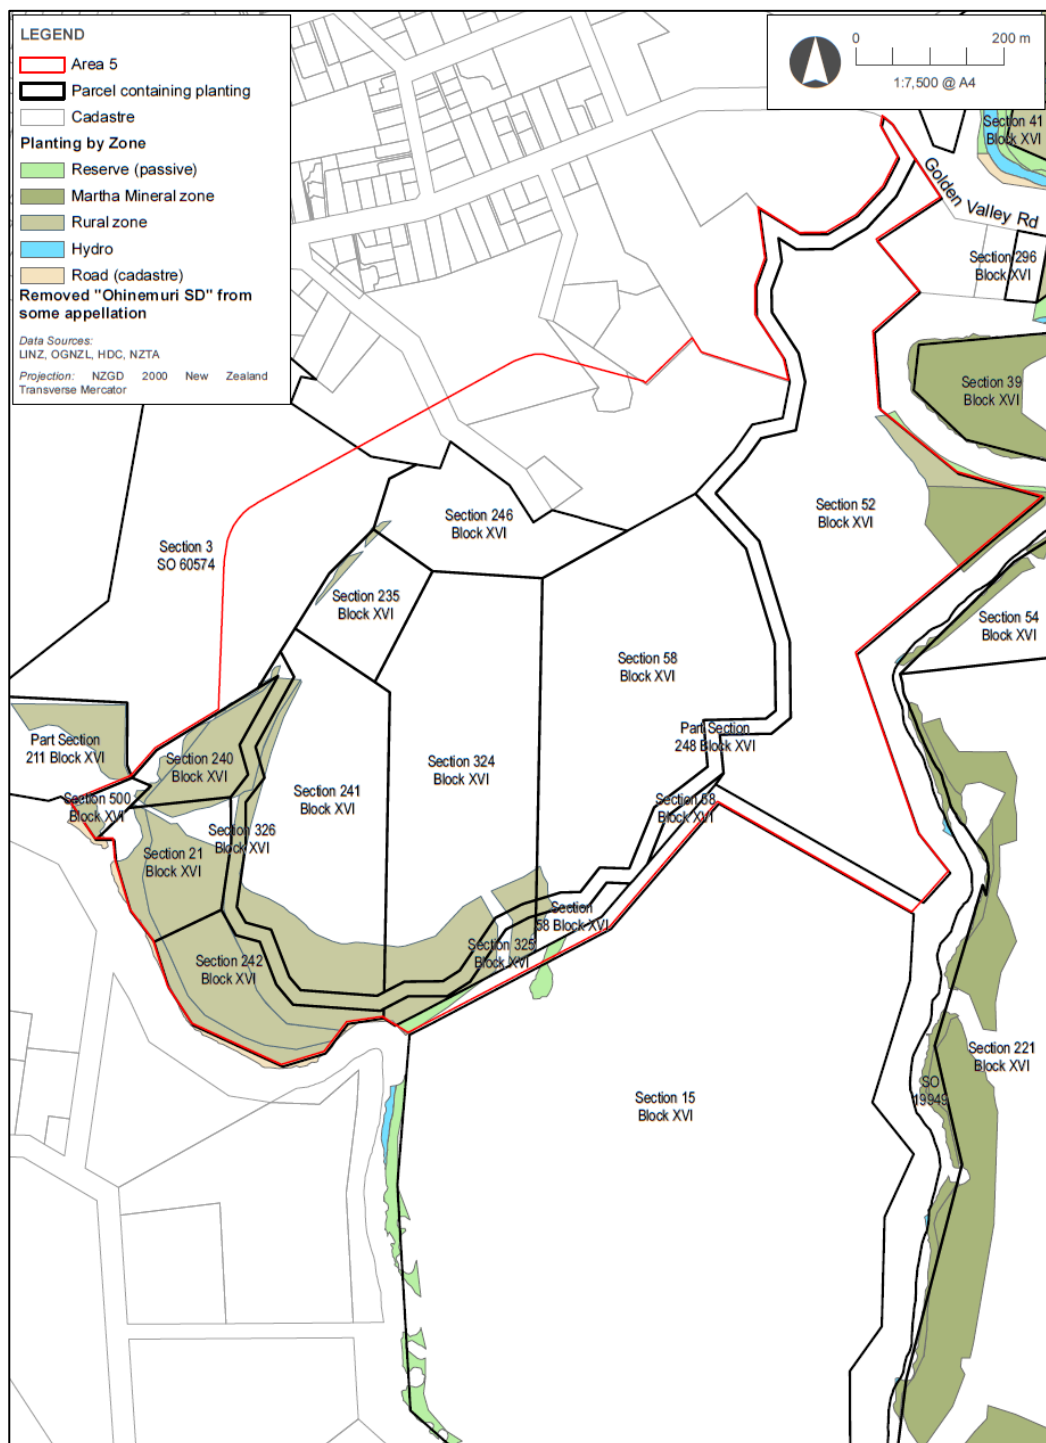 LEGEND
Area 5
Parcel containing planting
Cadastre
Planting by Zone
Reserve (passive)
Martha Mineral zone
Rural zone
Hydro
Road (cadastre)
Removed "Ohinemuri SD" from
some appellation
Data Sources:
LINZ, OGNZL, HDC, NZTA
Projection: NZGD 2000 New Zealand
Transverse Mercator
0 200 m
1:7,500 @ A4
Section 41
Block XVI
Golden Valley Rd
Section 296
Block XVI
Section 39
Block XVI
Section 246
Block XVI
Section 52
Block XVI
Section 3
SO 60574
Section 235
Block XVI
Section 54
Block XVI
Section 58
Block XVI
Part Section
211 Block XVI
Section 240
Block XVI
Part Section
248 Block XVI
Section 324
Block XVI
Section 241
Block XVI
Section 500
Block XVI
Section 58
Block XVI
Section 326
Block XVI
Section 21
Block XVI
Section
58 Block XVI
Section 325
Block XVI
Section 242
Block XVI
Section 221
Block XVI
SO
19949
Section 15
Block XVI